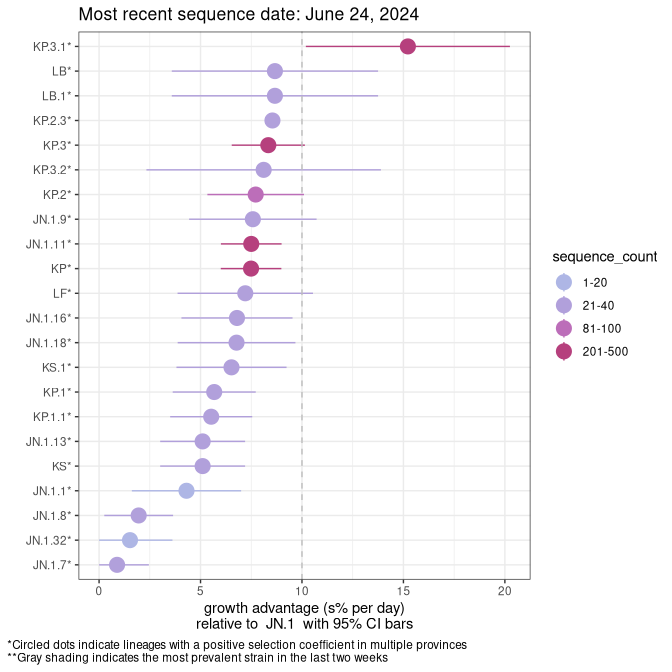 Most recent sequence date: June 24, 2024
KP.3.1*
LB*
LB.1*
KP.2.3*
KP.3*
KP.3.2*
KP.2*
JN.1.9*
JN.1.11*
KP*
LF*
JN.1.16*
JN.1.18*
KS.1*
KP.1*
KP.1.1*
JN.1.13*
KS*
JN.1.1*
JN.1.8*
JN.1.32*
JN.1.7*
0 5 10 15 20
growth advantage (s% per day)
relative to JN.1 with 95% CI bars
sequence_count
1-20
21-40
81-100
201-500
*Circled dots indicate lineages with a positive selection coefficient in multiple provinces
**Gray shading indicates the most prevalent strain in the last two weeks